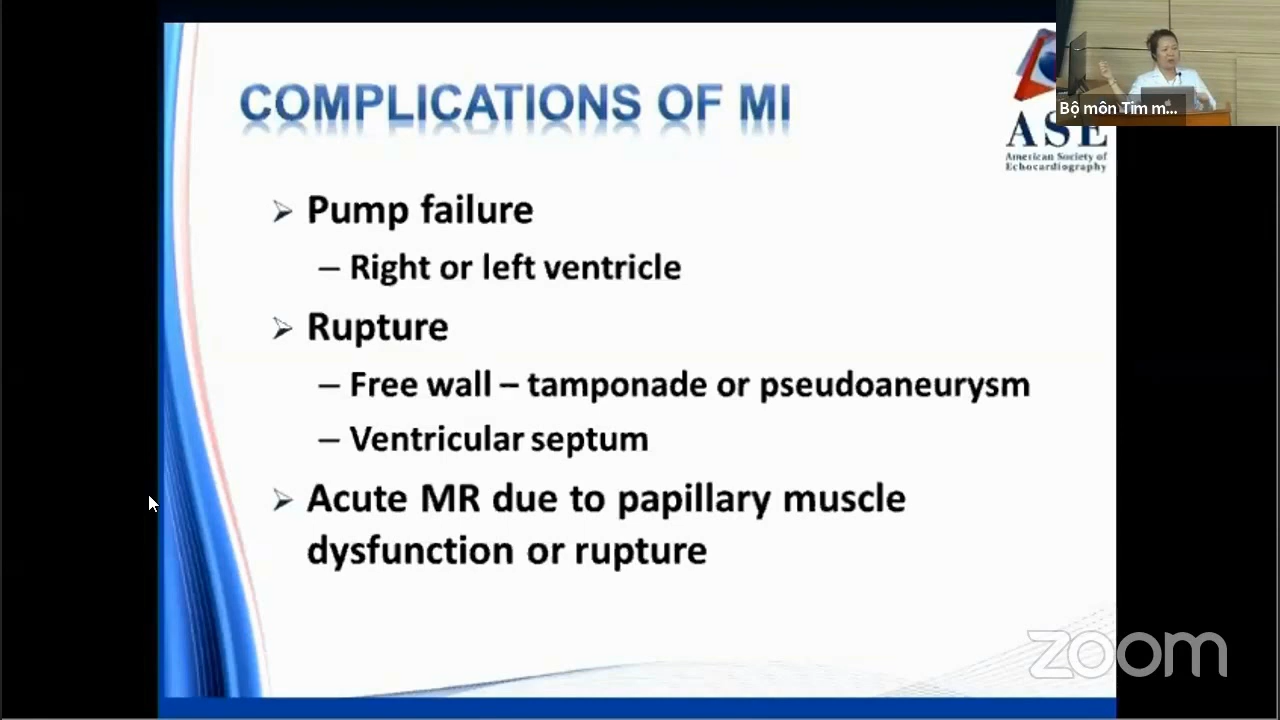 COMPLICATIONS OF MI
Bộ môn Tim m...
ASE
American Society of
Echocardiography
➢ Pump failure
– Right or left ventricle
➢ Rupture
– Free wall – tamponade or pseudoaneurysm
– Ventricular septum
➢ Acute MR due to papillary muscle
dysfunction or rupture
zoom